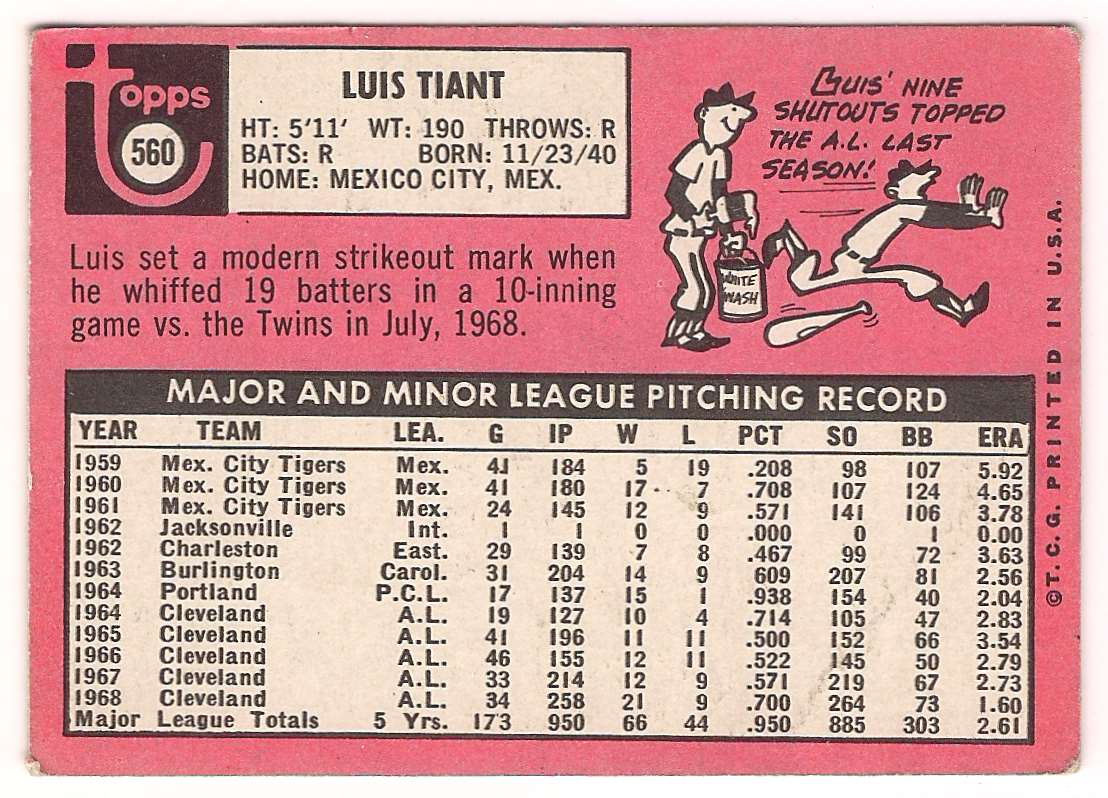 Topps
560
LUIS TIANT
HT: 5'11' WT: 190 THROWS: R
BATS: R BORN: 11/23/40
HOME: MEXICO CITY, MEX.
LUIS' NINE
SHUTOUTS TOPPED
THE A.L. LAST
SEASON!
WHITE
WASH
Luis set a modern strikeout mark when
he whiffed 19 batters in a 10-inning
game vs. the Twins in July, 1968.
MAJOR AND MINOR LEAGUE PITCHING RECORD
YEAR TEAM LEA. G IP W L PCT SO BB ERA
1959 Mex. City Tigers Mex. 41 184 5 19 .208 98 107 5.92
1960 Mex. City Tigers Mex. 41 180 17 7 .708 107 124 4.65
1961 Mex. City Tigers Mex. 24 145 12 9 .571 141 106 3.78
1962 Jacksonville Int. 1 1 0 0 .000 0 1 0.00
1962 Charleston East. 29 139 7 8 .467 99 72 3.63
1963 Burlington Carol. 31 204 14 9 609 207 81 2.56
1964 Portland P.C.L. 17 137 15 1 .938 154 40 2.04
1964 Cleveland A.L. 19 127 10 4 .714 105 47 2.83
1965 Cleveland A.L. 41 196 11 11 .500 152 66 3.54
1966 Cleveland A.L. 46 155 12 11 .522 145 50 2.79
1967 Cleveland A.L. 33 214 12 9 .571 219 67 2.73
1968 Cleveland A.L. 34 258 21 9 .700 264 73 1.60
Major League Totals 5 Yrs. 173 950 66 44 .950 885 303 2.61
©T.C.G. PRINTED IN U.S.A.